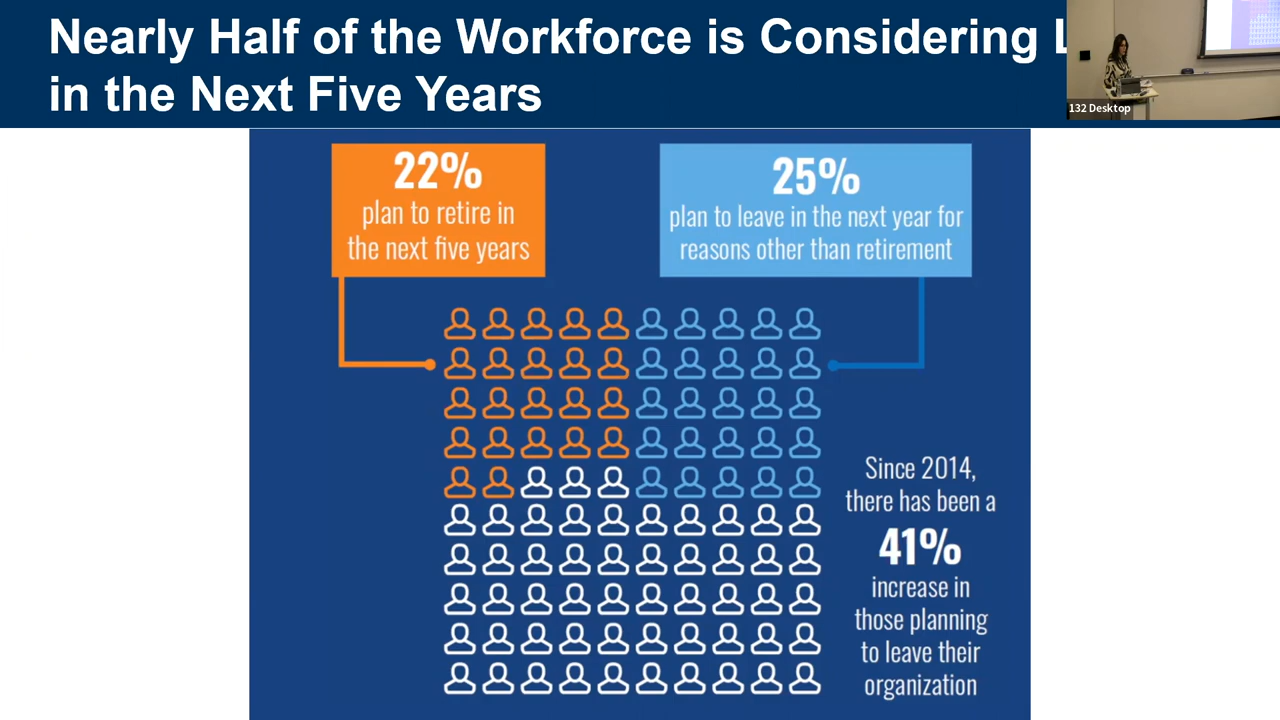 Nearly Half of the Workforce is Considering
in the Next Five Years
132 Desktop
22%
plan to retire in
the next five years
25%
plan to leave in the next year for
reasons other than retirement
Since 2014,
there has been a
41%
increase in
those planning
to leave their
organization